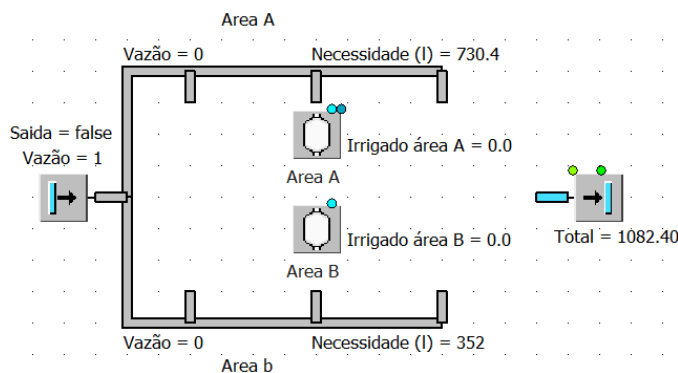 Area A
Vazão = 0
Necessidade (l) = 730.4
Saida = false
Vazão = 1
Irrigado área A = 0.0
Area A
Irrigado área B = 0.0
Total = 1082.40
Area B
Vazão = 0
Necessidade (l) = 352
Area b